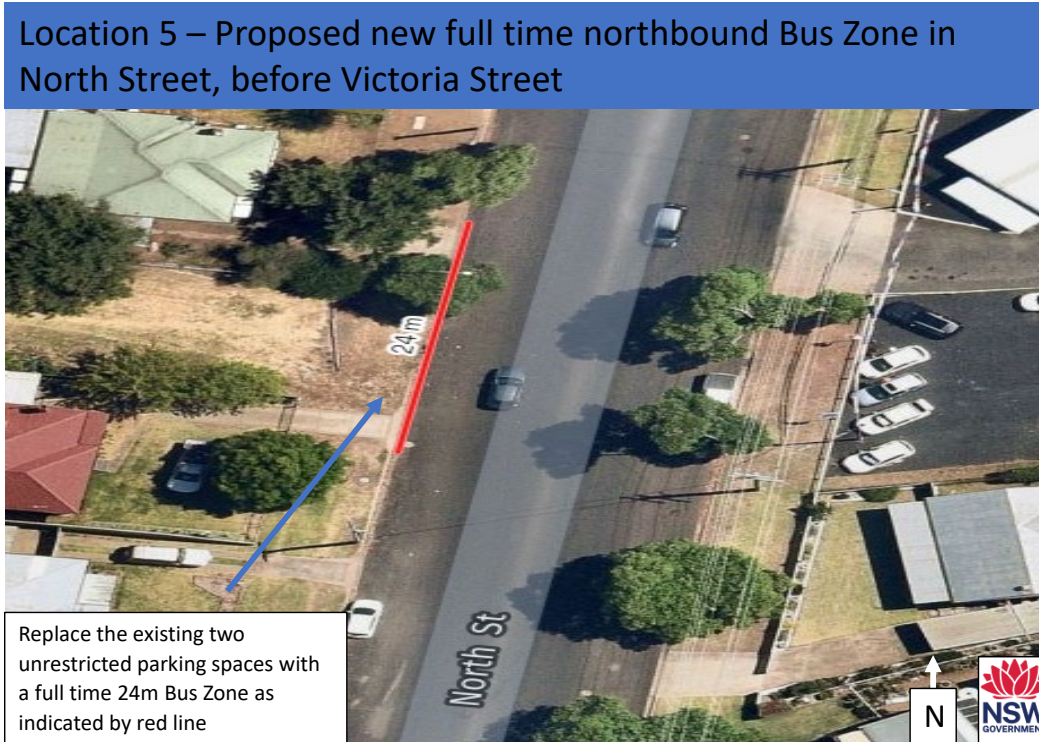 Location 5 – Proposed new full time northbound Bus Zone in
North Street, before Victoria Street
24 m
North St
Replace the existing two
unrestricted parking spaces with
a full time 24m Bus Zone as
indicated by red line
N
NSW
GOVERNMENT